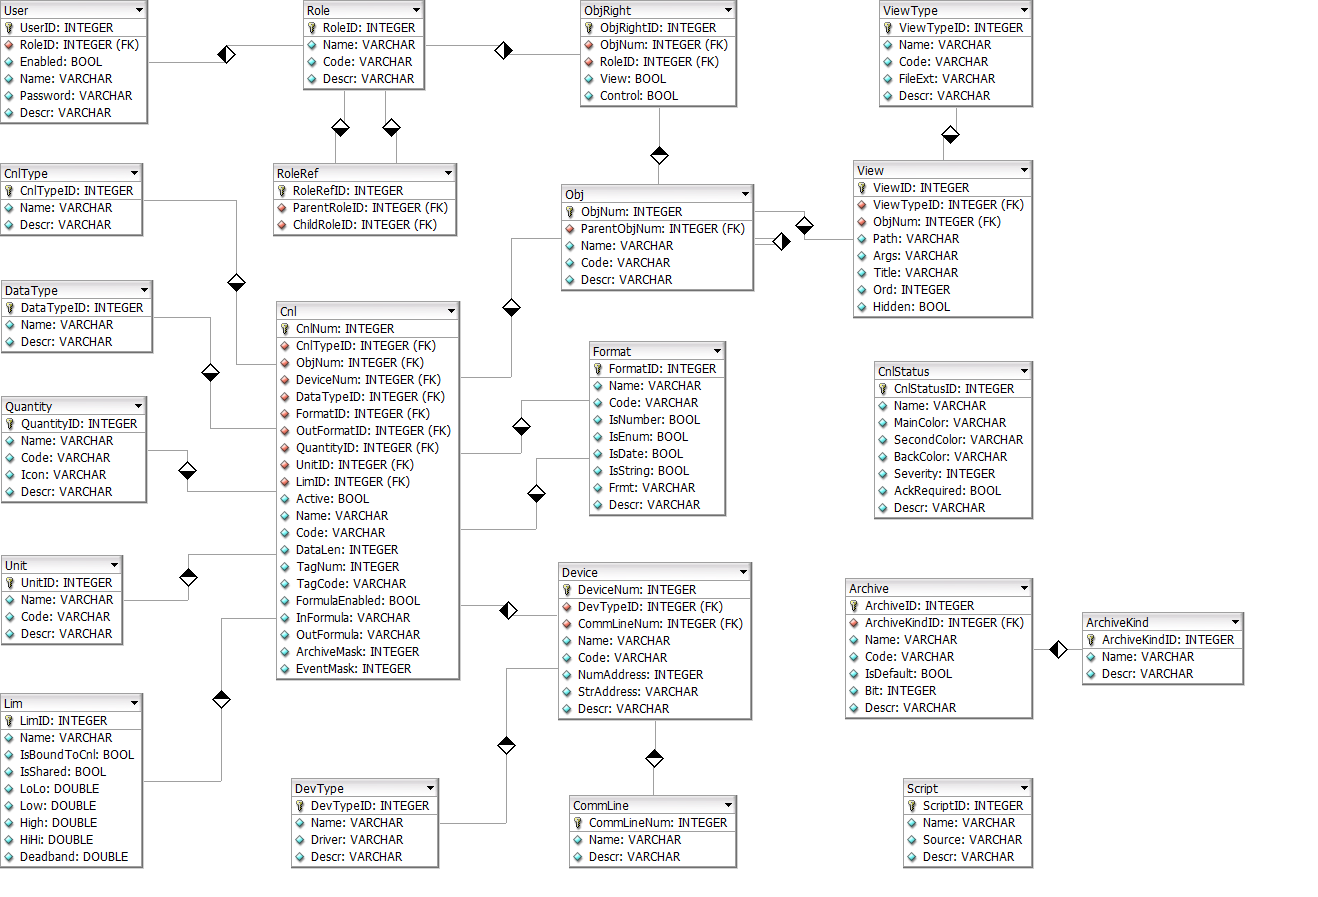 User
UserID: INTEGER
RoleID: INTEGER (FK)
Enabled: BOOL
Name: VARCHAR
Password: VARCHAR
Descr: VARCHAR
Role
RoleID: INTEGER
Name: VARCHAR
Code: VARCHAR
Descr: VARCHAR
ObjRight
ObjRightID: INTEGER
ObjNum: INTEGER (FK)
RoleID: INTEGER (FK)
View: BOOL
Control: BOOL
ViewType
ViewTypeID: INTEGER
Name: VARCHAR
Code: VARCHAR
FileExt: VARCHAR
Descr: VARCHAR
CnlType
CnlTypeID: INTEGER
Name: VARCHAR
Descr: VARCHAR
RoleRef
RoleRefID: INTEGER
ParentRoleID: INTEGER (FK)
ChildRoleID: INTEGER (FK)
Obj
ObjNum: INTEGER
ParentObjNum: INTEGER (FK)
Name: VARCHAR
Code: VARCHAR
Descr: VARCHAR
View
ViewID: INTEGER
ViewTypeID: INTEGER (FK)
ObjNum: INTEGER (FK)
Path: VARCHAR
Args: VARCHAR
Title: VARCHAR
Ord: INTEGER
Hidden: BOOL
DataType
DataTypeID: INTEGER
Name: VARCHAR
Descr: VARCHAR
Cnl
CnlNum: INTEGER
CnlTypeID: INTEGER (FK)
ObjNum: INTEGER (FK)
DeviceNum: INTEGER (FK)
DataTypeID: INTEGER (FK)
FormatID: INTEGER (FK)
OutFormatID: INTEGER (FK)
QuantityID: INTEGER (FK)
UnitID: INTEGER (FK)
LimID: INTEGER (FK)
Active: BOOL
Name: VARCHAR
Code: VARCHAR
DataLen: INTEGER
TagNum: INTEGER
TagCode: VARCHAR
FormulaEnabled: BOOL
InFormula: VARCHAR
OutFormula: VARCHAR
ArchiveMask: INTEGER
EventMask: INTEGER
Format
FormatID: INTEGER
Name: VARCHAR
Code: VARCHAR
IsNumber: BOOL
IsEnum: BOOL
IsDate: BOOL
IsString: BOOL
Frmt: VARCHAR
Descr: VARCHAR
CnlStatus
CnlStatusID: INTEGER
Name: VARCHAR
MainColor: VARCHAR
SecondColor: VARCHAR
BackColor: VARCHAR
Severity: INTEGER
AckRequired: BOOL
Descr: VARCHAR
Quantity
QuantityID: INTEGER
Name: VARCHAR
Code: VARCHAR
Icon: VARCHAR
Descr: VARCHAR
Unit
UnitID: INTEGER
Name: VARCHAR
Code: VARCHAR
Descr: VARCHAR
Device
DeviceNum: INTEGER
DevTypeID: INTEGER (FK)
CommLineNum: INTEGER (FK)
Name: VARCHAR
Code: VARCHAR
NumAddress: INTEGER
StrAddress: VARCHAR
Descr: VARCHAR
Archive
ArchiveID: INTEGER
ArchiveKindID: INTEGER (FK)
Name: VARCHAR
Code: VARCHAR
IsDefault: BOOL
Bit: INTEGER
Descr: VARCHAR
ArchiveKind
ArchiveKindID: INTEGER
Name: VARCHAR
Descr: VARCHAR
Lim
LimID: INTEGER
Name: VARCHAR
IsBoundToCnl: BOOL
IsShared: BOOL
LoLo: DOUBLE
Low: DOUBLE
High: DOUBLE
HiHi: DOUBLE
Deadband: DOUBLE
DevType
DevTypeID: INTEGER
Name: VARCHAR
Driver: VARCHAR
Descr: VARCHAR
CommLine
CommLineNum: INTEGER
Name: VARCHAR
Descr: VARCHAR
Script
ScriptID: INTEGER
Name: VARCHAR
Source: VARCHAR
Descr: VARCHAR